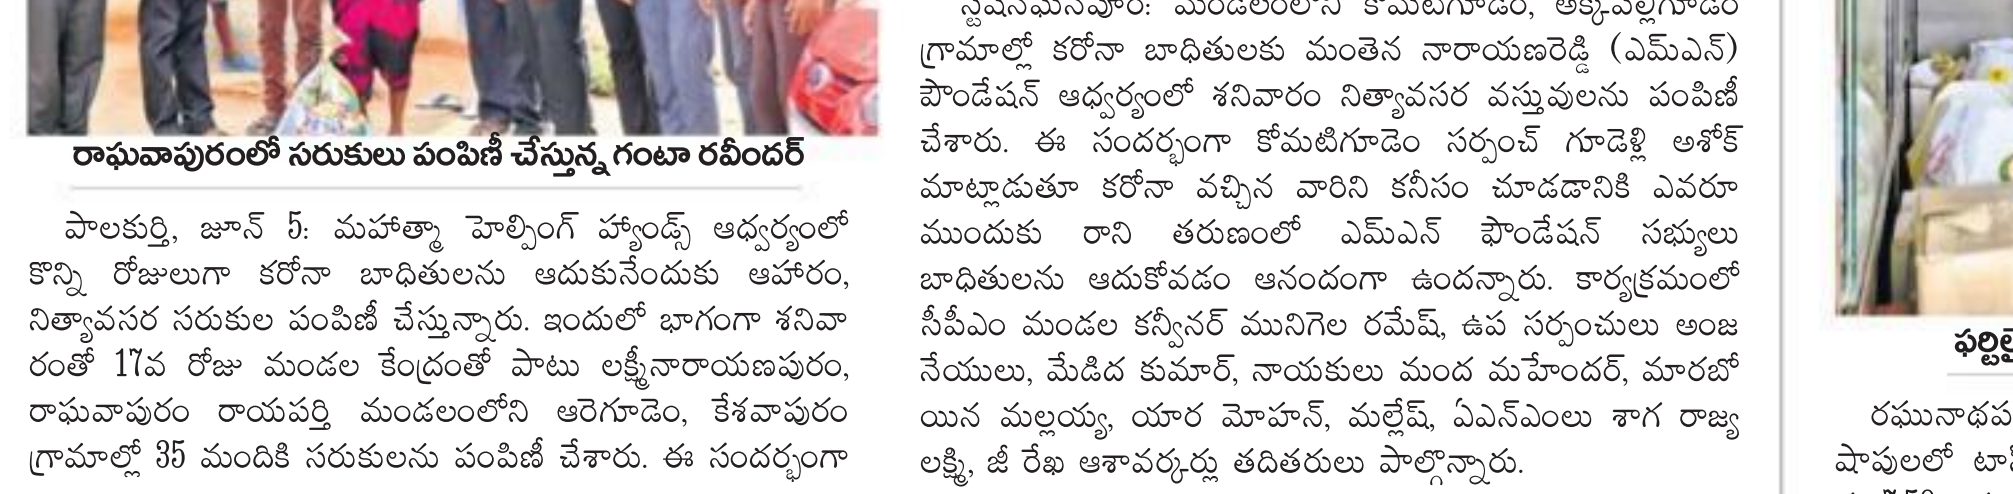 రాఘవాపురంలో సరుకులు పంపిణీ చేస్తున్న గంటా రవీందర్
పాలకుర్తి, జూన్ 5: మహాత్మా హెల్పింగ్ హ్యాండ్స్ ఆధ్వర్యంలో
కొన్ని రోజులుగా కరోనా బాధితులను ఆదుకునేందుకు ఆహారం,
నిత్యావసర సరుకుల పంపిణీ చేస్తున్నారు. ఇందులో భాగంగా శనివా
రంతో 17వ రోజు మండల కేంద్రంతో పాటు లక్ష్మీనారాయణపురం,
రాఘవాపురం రాయపర్తి మండలంలోని ఆరెగూడెం, కేశవాపురం
గ్రామాల్లో 35 మందికి సరుకులను పంపిణీ చేశారు. ఈ సందర్భంగా
స్టేషన్‌ఘన్‌పూర్: మండలంలోని కోమటిగూడెం, అక్కపల్లిగూడెం
గ్రామాల్లో కరోనా బాధితులకు మంతెన నారాయణరెడ్డి (ఎమ్ఎన్)
పౌండేషన్ ఆధ్వర్యంలో శనివారం నిత్యావసర వస్తువులను పంపిణీ
చేశారు. ఈ సందర్భంగా కోమటిగూడెం సర్పంచ్ గూడెళ్లి అశోక్
మాట్లాడుతూ కరోనా వచ్చిన వారిని కనీసం చూడడానికి ఎవరూ
ముందుకు రాని తరుణంలో ఎమ్ఎన్ ఫౌండేషన్ సభ్యులు
బాధితులను ఆదుకోవడం ఆనందంగా ఉందన్నారు. కార్యక్రమంలో
సీపీఎం మండల కన్వీనర్ మునిగెల రమేష్, ఉప సర్పంచులు అంజ
నేయులు, మేడిద కుమార్, నాయకులు మంద మహేందర్, మారబో
యిన మల్లయ్య, యార మోహన్, మల్లేష్, ఏఎన్ఎంలు శాగ రాజ్య
లక్ష్మి, జీ రేఖ ఆశావర్కర్లు తదితరులు పాల్గొన్నారు.
రఘునాథప
షాపులలో